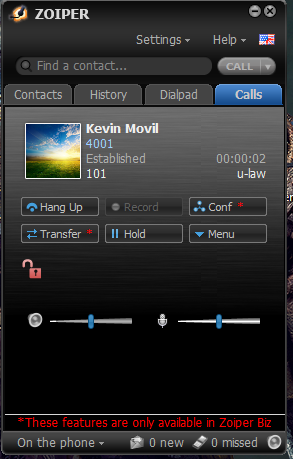 ZOIPER
Settings Help
Find a contact... CALL
Contacts History Dialpad Calls
Kevin Movil
4001
Established 00:00:02
101 u-law
Hang Up Record Conf *
Transfer * Hold Menu
*These features are only available in Zoiper Biz
On the phone 0 new 0 missed